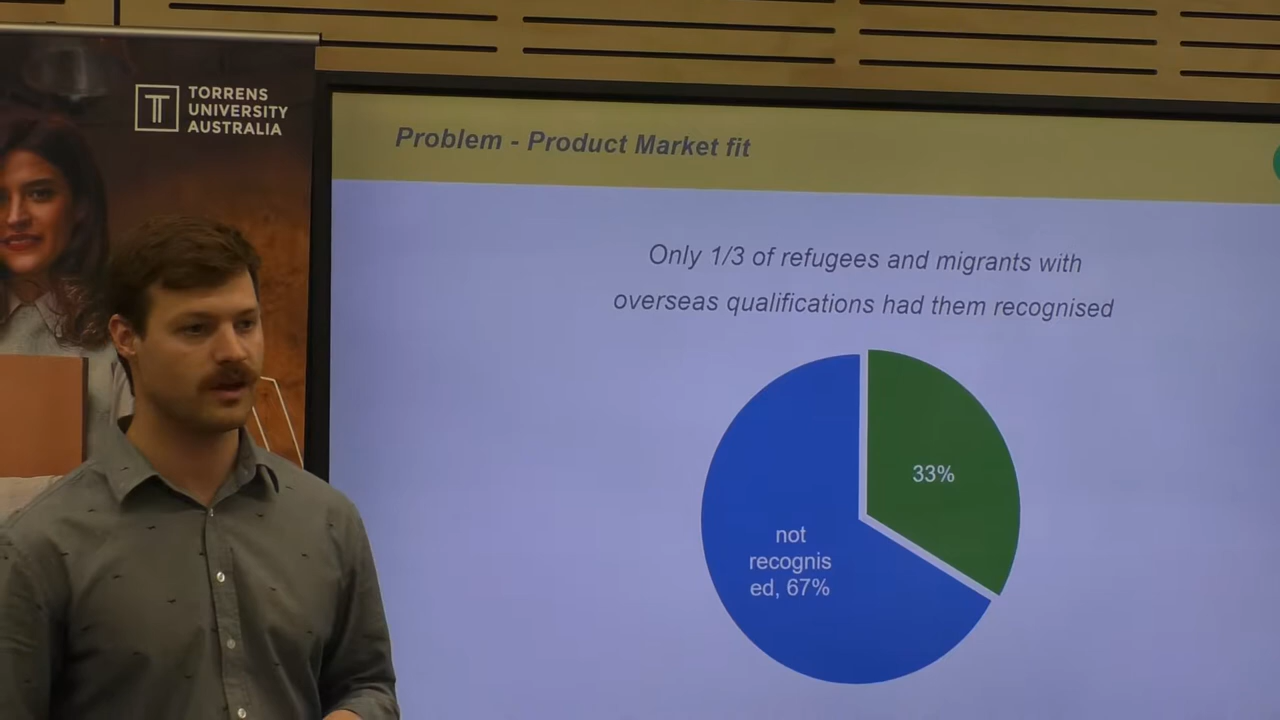 TORRENS
UNIVERSITY
AUSTRALIA
Problem - Product Market fit
Only 1/3 of refugees and migrants with
overseas qualifications had them recognised
33%
not
recognis
ed, 67%